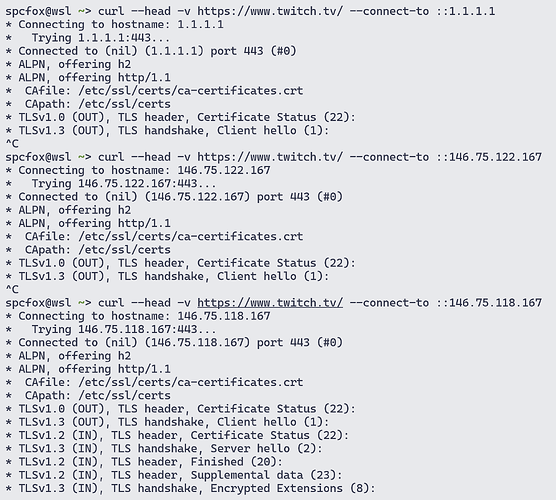 spcfox@wsl ~> curl --head -v https://www.twitch.tv/ --connect-to ::1.1.1.1
* Connecting to hostname: 1.1.1.1
*   Trying 1.1.1.1:443...
* Connected to (nil) (1.1.1.1) port 443 (#0)
* ALPN, offering h2
* ALPN, offering http/1.1
*  CAfile: /etc/ssl/certs/ca-certificates.crt
*  CApath: /etc/ssl/certs
* TLSv1.0 (OUT), TLS header, Certificate Status (22):
* TLSv1.3 (OUT), TLS handshake, Client hello (1):
^C
spcfox@wsl ~> curl --head -v https://www.twitch.tv/ --connect-to ::146.75.122.167
* Connecting to hostname: 146.75.122.167
*   Trying 146.75.122.167:443...
* Connected to (nil) (146.75.122.167) port 443 (#0)
* ALPN, offering h2
* ALPN, offering http/1.1
*  CAfile: /etc/ssl/certs/ca-certificates.crt
*  CApath: /etc/ssl/certs
* TLSv1.0 (OUT), TLS header, Certificate Status (22):
* TLSv1.3 (OUT), TLS handshake, Client hello (1):
^C
spcfox@wsl ~> curl --head -v https://www.twitch.tv/ --connect-to ::146.75.118.167
* Connecting to hostname: 146.75.118.167
*   Trying 146.75.118.167:443...
* Connected to (nil) (146.75.118.167) port 443 (#0)
* ALPN, offering h2
* ALPN, offering http/1.1
*  CAfile: /etc/ssl/certs/ca-certificates.crt
*  CApath: /etc/ssl/certs
* TLSv1.0 (OUT), TLS header, Certificate Status (22):
* TLSv1.3 (OUT), TLS handshake, Client hello (1):
* TLSv1.2 (IN), TLS header, Certificate Status (22):
* TLSv1.3 (IN), TLS handshake, Server hello (2):
* TLSv1.2 (IN), TLS header, Finished (20):
* TLSv1.2 (IN), TLS header, Supplemental data (23):
* TLSv1.3 (IN), TLS handshake, Encrypted Extensions (8):